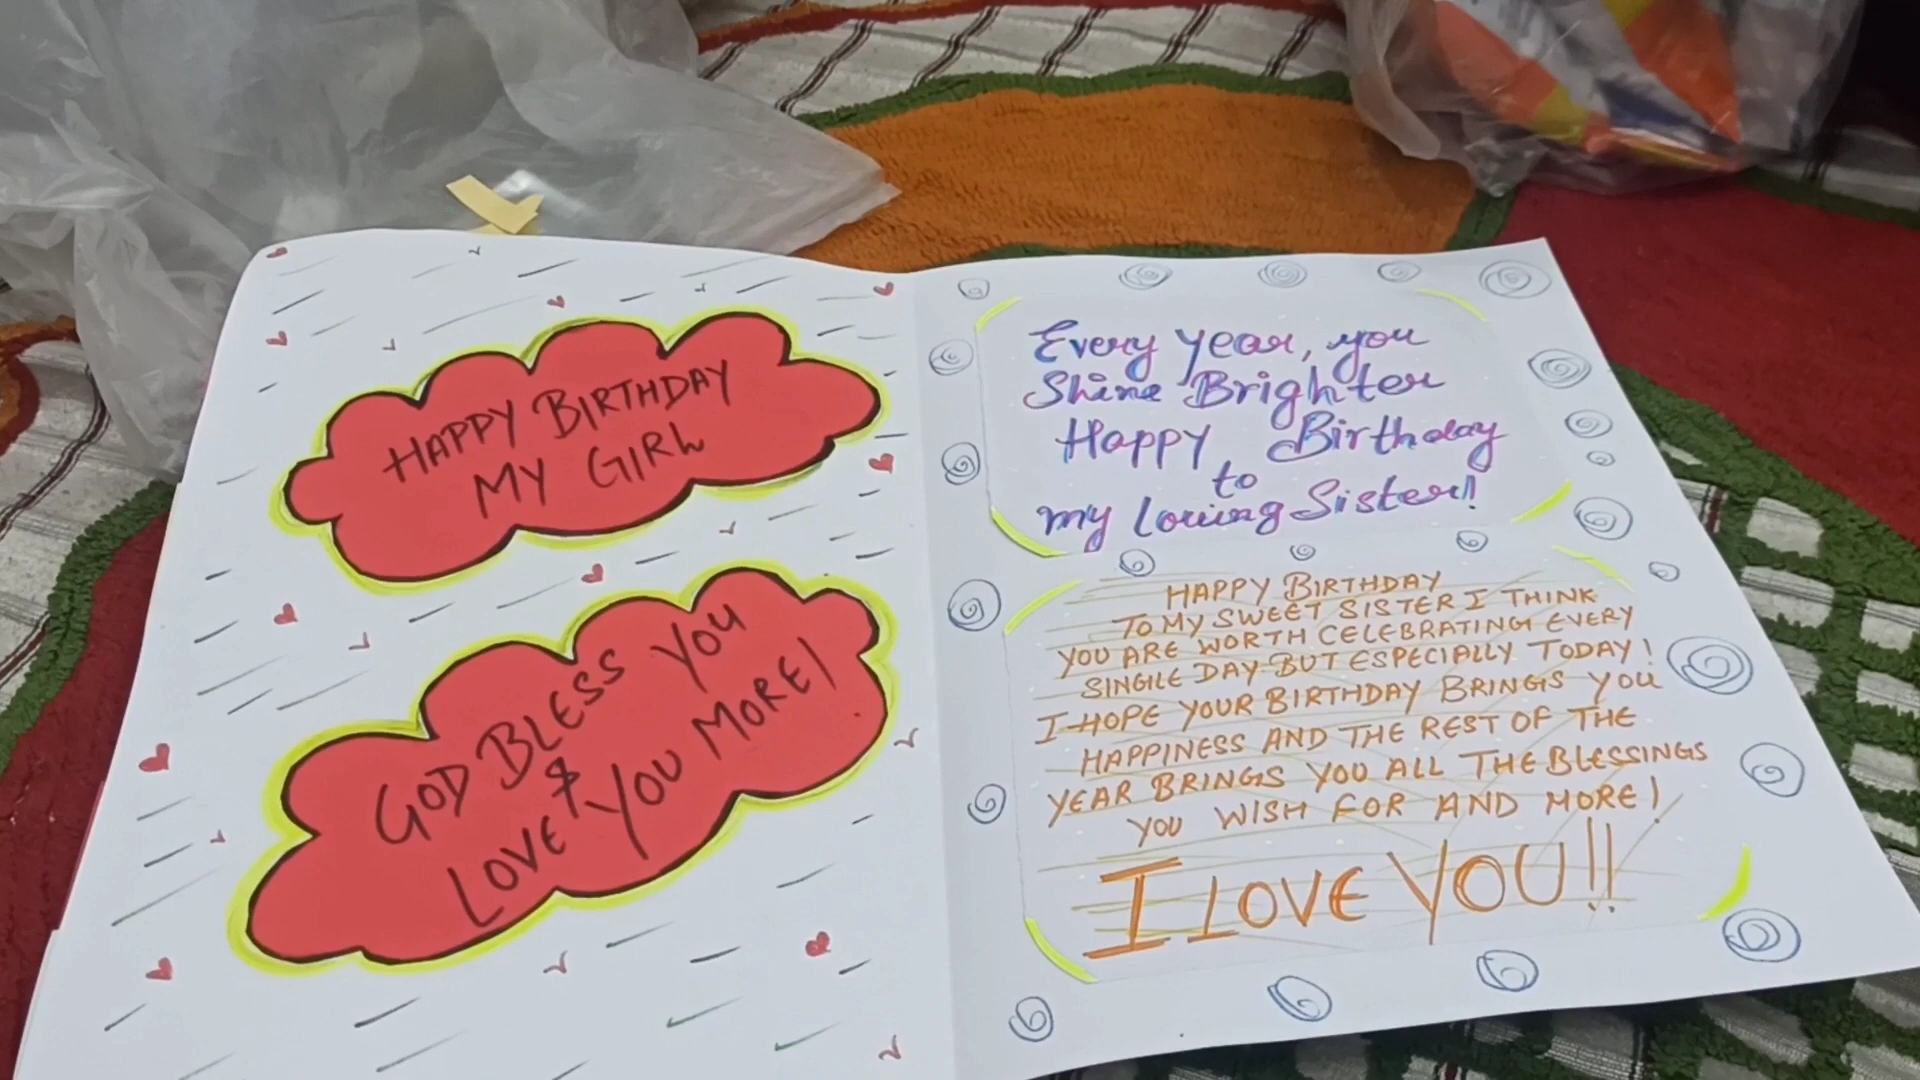 HAPPY BIRTHDAY
MY GIRL
GOD BLESS YOU
&
LOVE YOU MORE!
Every year, you
Shine Brighter
Happy Birthday
to
my loving Sister!
HAPPY BIRTHDAY
TO MY SWEET SISTER I THINK
YOU ARE WORTH CELEBRATING EVERY
SINGILE DAY BUT ESPECIALLY TODAY!
I HOPE YOUR BIRTHDAY BRINGS YOU
HAPPINESS AND THE REST OF THE
YEAR BRINGS YOU ALL THE BLESSINGS
YOU WISH FOR AND MORE!
I LOVE YOU!!